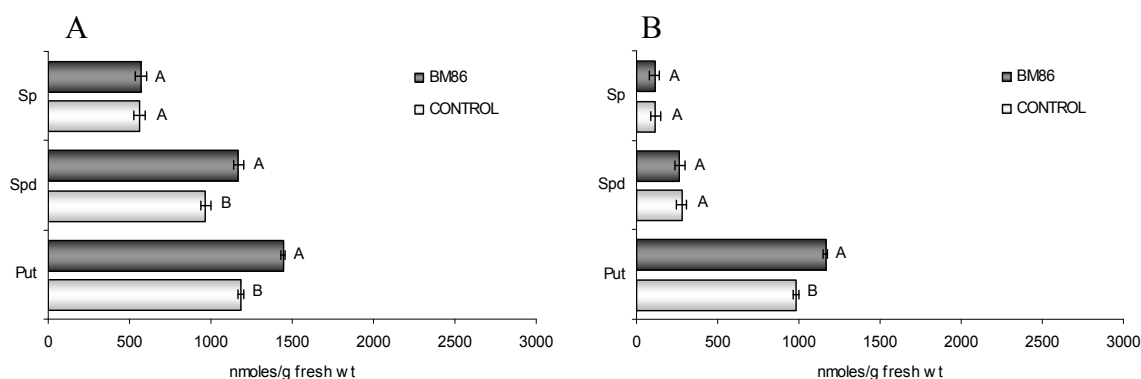 A
BM86
CONTROL
Sp
A
A
Spd
A
B
Put
A
B
0 500 1000 1500 2000 2500 3000
nmoles/g fresh wt
B
BM86
CONTROL
Sp
A
A
Spd
A
A
Put
A
B
0 500 1000 1500 2000 2500 3000
nmoles/g fresh wt